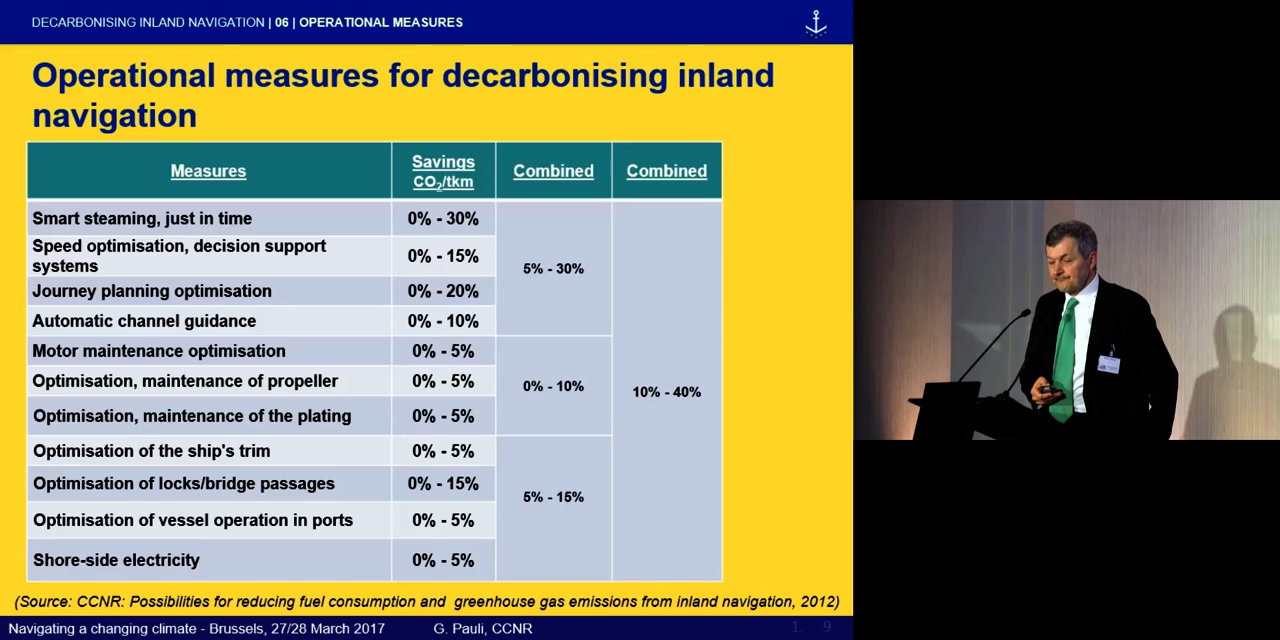 DECARBONISING INLAND NAVIGATION | 06 | OPERATIONAL MEASURES
Operational measures for decarbonising inland
navigation
Measures
Savings
CO2/tkm
Combined
Combined
Smart steaming, just in time
0% - 30%
Speed optimisation, decision support
systems
0% - 15%
Journey planning optimisation
0% - 20%
Automatic channel guidance
0% - 10%
5% - 30%
Motor maintenance optimisation
0% - 5%
Optimisation, maintenance of propeller
0% - 5%
Optimisation, maintenance of the plating
0% - 5%
0% - 10%
Optimisation of the ship's trim
0% - 5%
Optimisation of locks/bridge passages
0% - 15%
Optimisation of vessel operation in ports
0% - 5%
Shore-side electricity
0% - 5%
5% - 15%
10% - 40%
(Source: CCNR: Possibilities for reducing fuel consumption and greenhouse gas emissions from inland navigation, 2012)
Navigating a changing climate - Brussels, 27/28 March 2017 G. Pauli, CCNR 1. 9